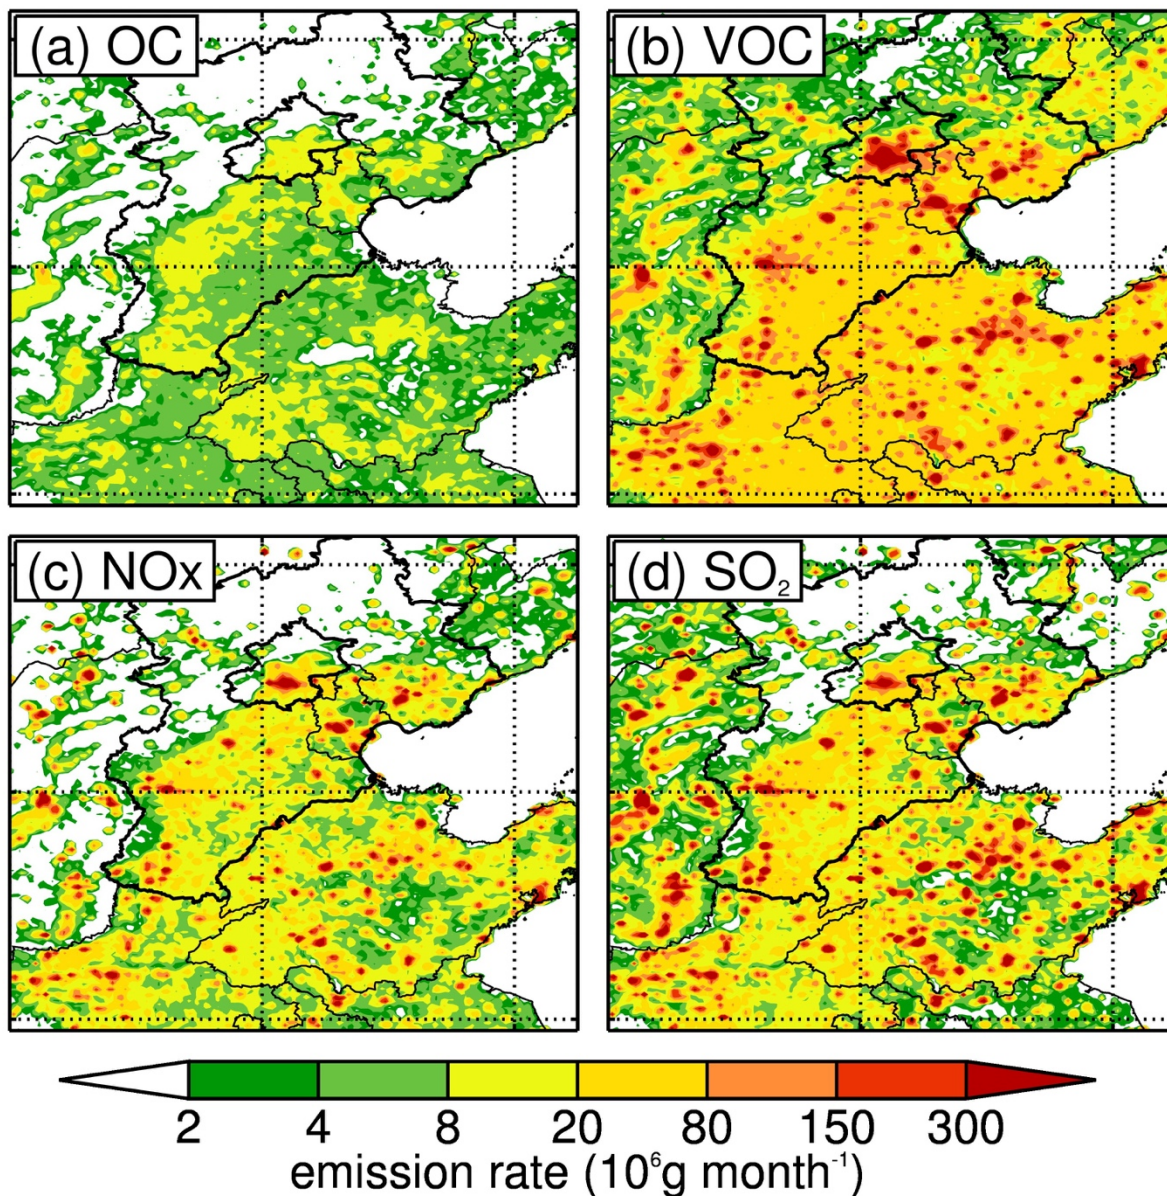 (a) OC
(b) VOC
(c) NOx
(d) SO₂
2 4 8 20 80 150 300
emission rate (10⁶g month⁻¹)